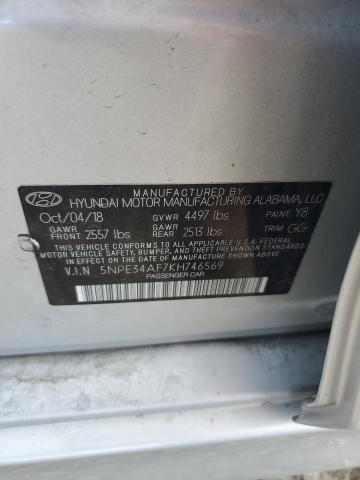 MANUFACTURED BY
HYUNDAI MOTOR MANUFACTURING ALABAMA, LLC
Oct/04/18 GVWR 4497 lbs PAINT Y8
GAWR FRONT 2557 lbs GAWR REAR 2513 lbs TRIM GG
THIS VEHICLE CONFORMS TO ALL APPLICABLE FEDERAL
MOTOR VEHICLE SAFETY, BUMPER, AND THEFT PREVENTION
STANDARDS IN EFFECT ON THE DATE OF MANUFACTURE SHOWN ABOVE.
V.I.N 5NPE34AF7KH746569
PASSENGER CAR